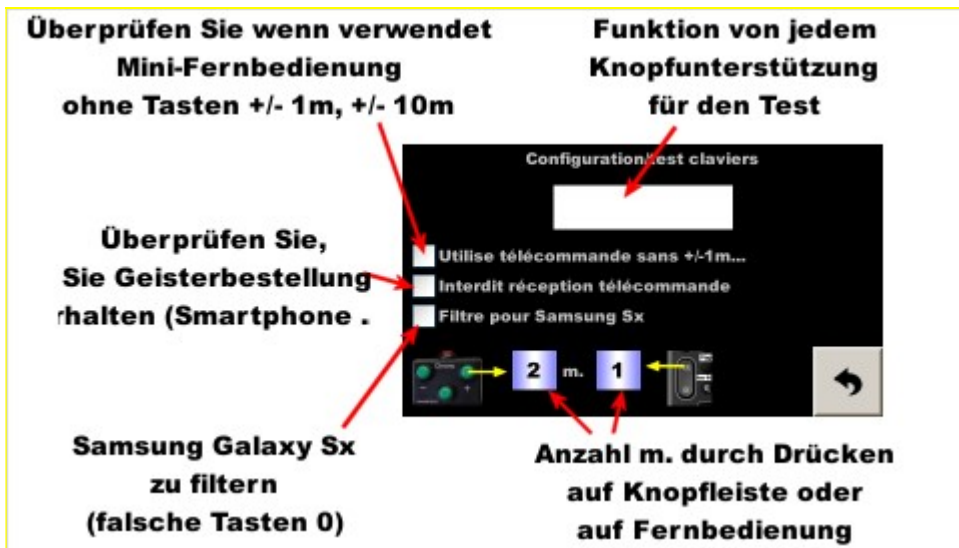 Überprüfen Sie wenn verwendet
Mini-Fernbedienung
ohne Tasten +/- 1m, +/- 10m
Funktion von jedem
Knopfunterstützung
für den Test
Configuration/test claviers
Überprüfen Sie,
Sie Geisterbestellung
rhalten (Smartphone .
Utilise télécommande sans +/-1m...
Interdit réception télécommande
Filtre pour Samsung Sx
2 m. 1
Samsung Galaxy Sx
zu filtern
(falsche Tasten 0)
Anzahl m. durch Drücken
auf Knopfleiste oder
auf Fernbedienung